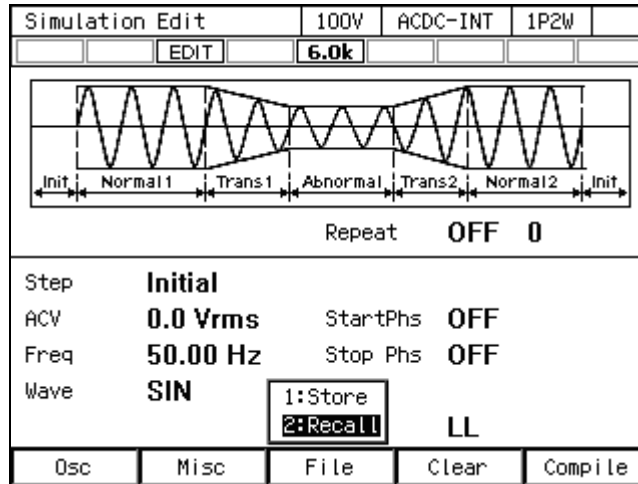 Simulation Edit 100V ACDC-INT 1P2W
EDIT 6.0k
Init Normal1 Trans1 Abnormal Trans2 Normal2 Init
Repeat OFF 0
Step Initial
ACV 0.0 Vrms StartPhs OFF
Freq 50.00 Hz Stop Phs OFF
Wave SIN
1:Store
2:Recall LL
Osc Misc File Clear Compile